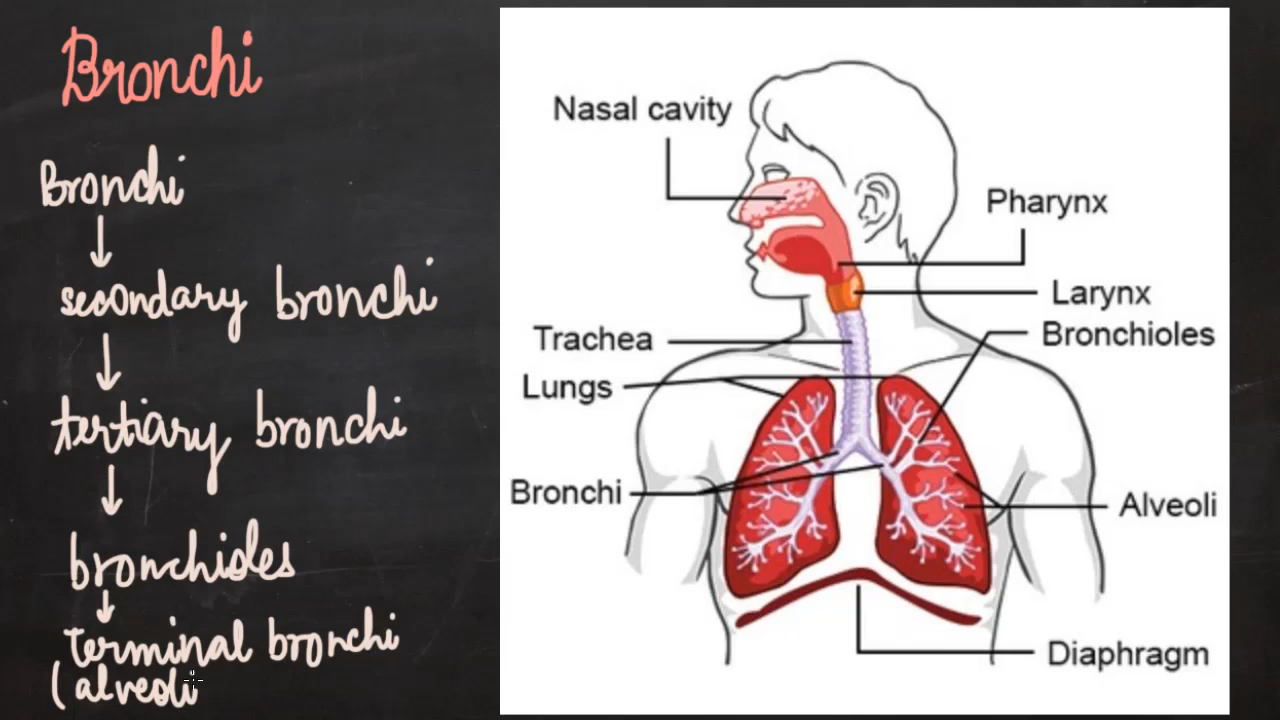 Bronchi
Bronchi
↓
secondary bronchi
↓
tertiary bronchi
↓
bronchioles
↓
terminal bronchi
(alveoli
Nasal cavity
Pharynx
Larynx
Bronchioles
Trachea
Lungs
Bronchi
Alveoli
Diaphragm